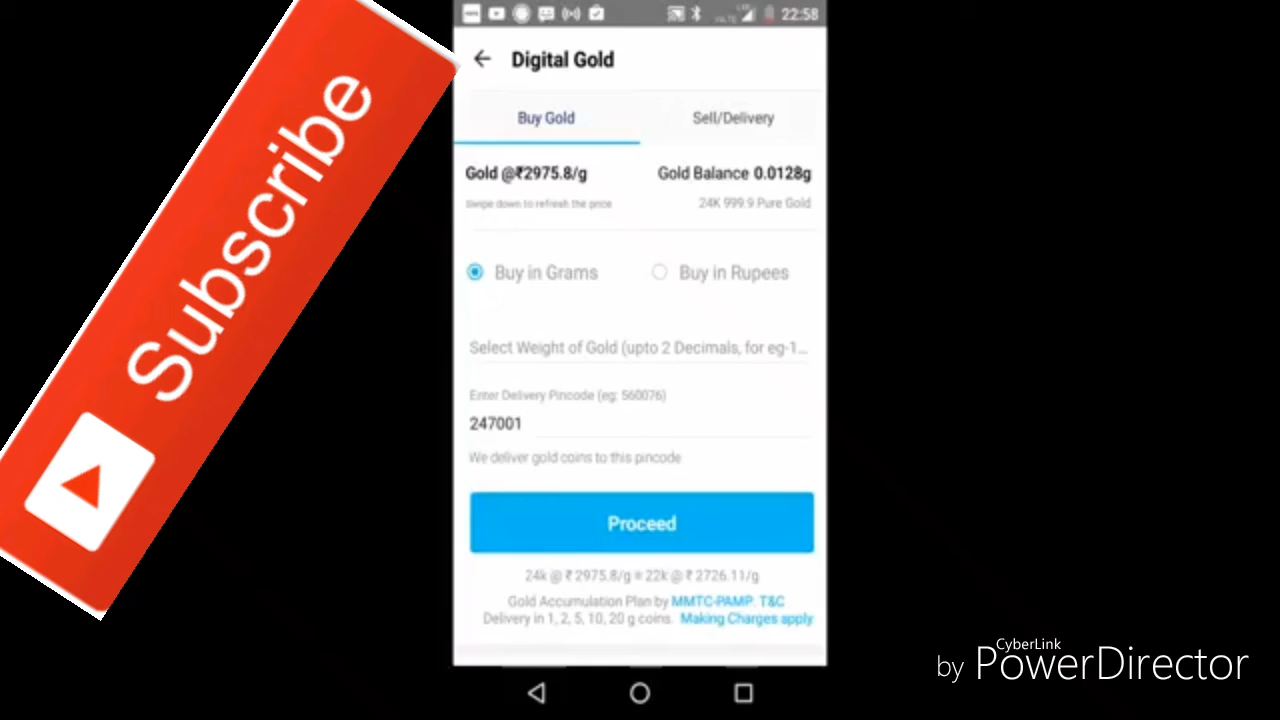 Subscribe
22:58
Digital Gold
Buy Gold
Sell/Delivery
Gold @₹2975.8/g
Gold Balance 0.0128g
Swipe down to refresh the price
24K 999.9 Pure Gold
Buy in Grams
Buy in Rupees
Select Weight of Gold (upto 2 Decimals, for eg-1...
Enter Delivery Pincode (eg: 560076)
247001
We deliver gold coins to this pincode
Proceed
24k @ ₹ 2975.8/g = 22k @ ₹ 2726.11/g
Gold Accumulation Plan by MMTC-PAMP. T&C
Delivery in 1, 2, 5, 10, 20 g coins. Making Charges apply
CyberLink
by PowerDirector